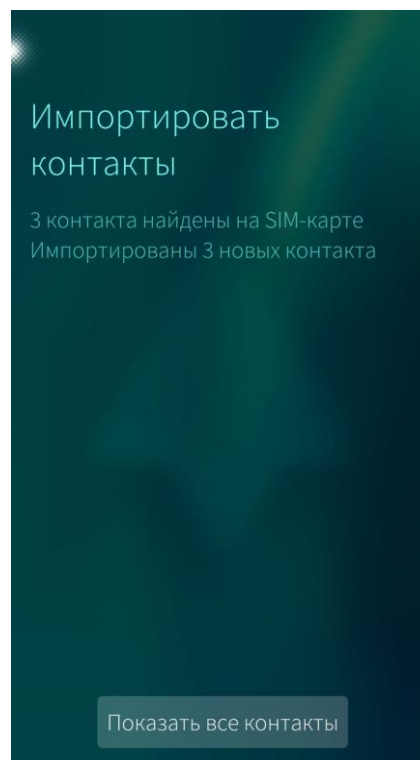 Импортировать
контакты
3 контакта найдены на SIM-карте
Импортированы 3 новых контакта
Показать все контакты